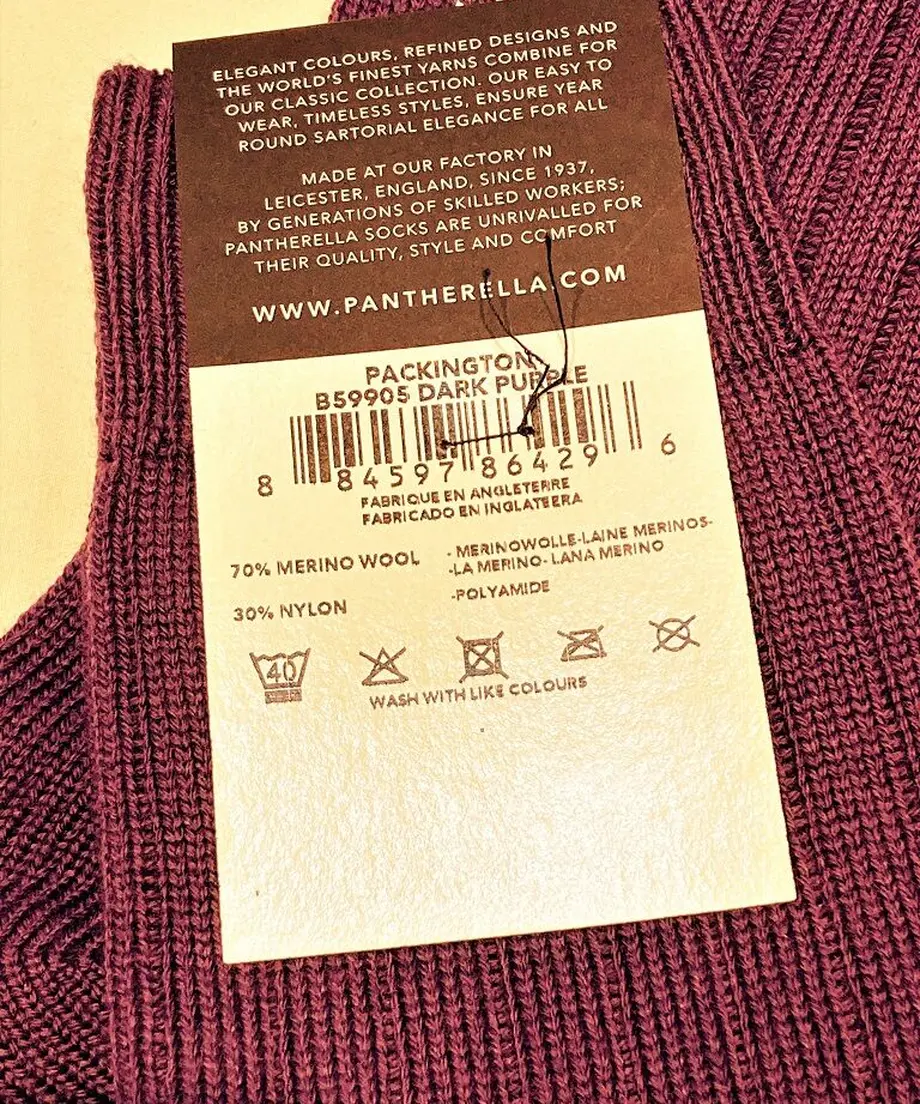 ELEGANT COLOURS, REFINED DESIGNS AND
THE WORLD'S FINEST YARNS COMBINE FOR
OUR CLASSIC COLLECTION. OUR EASY TO
WEAR, TIMELESS STYLES, ENSURE YEAR
ROUND SARTORIAL ELEGANCE FOR ALL
MADE AT OUR FACTORY IN
LEICESTER, ENGLAND, SINCE 1937,
BY GENERATIONS OF SKILLED WORKERS;
PANTHERELLA SOCKS ARE UNRIVALLED FOR
THEIR QUALITY, STYLE AND COMFORT
WWW.PANTHERELLA.COM
PACKINGTON
B59905 DARK PURPLE
8 84597 86429 6
FABRIQUE EN ANGLETERRE
FABRICADO EN INGLATEERA
70% MERINO WOOL - MERINOWOLLE-LAINE MERINOS-
-LA MERINO- LANA MERINO
30% NYLON -POLYAMIDE
40
WASH WITH LIKE COLOURS